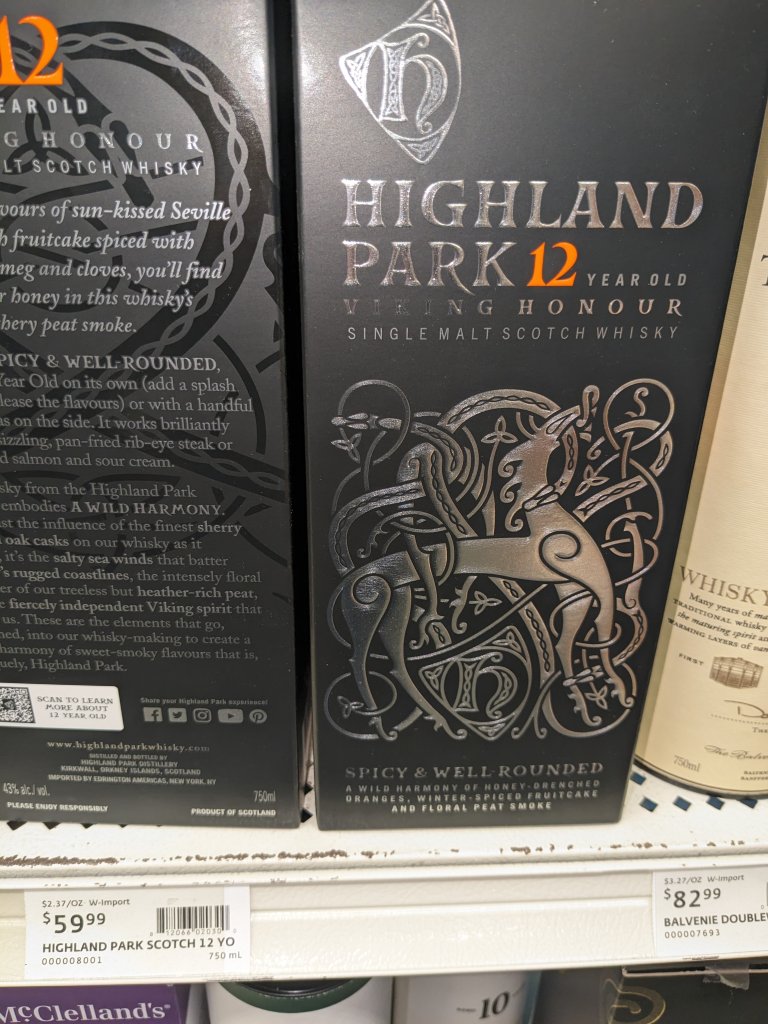 12
EAR OLD
G HONOUR
LT SCOTCH WHISKY
vours of sun-kissed Seville
h fruitcake spiced with
meg and cloves, you'll find
r honey in this whisky's
hery peat smoke.
PICY & WELL-ROUNDED,
Year Old on its own (add a splash
lease the flavours) or with a handful
as on the side. It works brilliantly
sizzling, pan-fried rib-eye steak or
d salmon and sour cream.
sky from the Highland Park
embodies A WILD HARMONY.
st the influence of the finest sherry
oak casks on our whisky as it
it's the salty sea winds that batter
's rugged coastlines, the intensely floral
er of our treeless but heather-rich peat,
e fiercely independent Viking spirit that
us. These are the elements that go,
ned, into our whisky-making to create a
harmony of sweet-smoky flavours that is,
uely, Highland Park.
SCAN TO LEARN
MORE ABOUT
12 YEAR OLD
Share your Highland Park experience!
www.highlandparkwhisky.com
DISTILLED AND BOTTLED BY
HIGHLAND PARK DISTILLERY
KIRKWALL, ORKNEY ISLANDS, SCOTLAND
IMPORTED BY EDRINGTON AMERICAS, NEW YORK, NY
43% alc./ vol.
750ml
PLEASE ENJOY RESPONSIBLY
PRODUCT OF SCOTLAND
H
HIGHLAND
PARK 12 YEAR OLD
VIKING HONOUR
SINGLE MALT SCOTCH WHISKY
H
SPICY & WELL-ROUNDED
A WILD HARMONY OF HONEY-DRENCHED
ORANGES, WINTER-SPICED FRUITCAKE
AND FLORAL PEAT SMOKE
WHISKY
Many years of
TRADITIONAL whisky
the maturing spirit
WARMING LAYERS of
FIRST
750ml
The
$2.37/OZ W-Import
$59.99
0 12066 02030 0
HIGHLAND PARK SCOTCH 12 YO
000008001
750 mL
$3.27/OZ W-Import
$82.99
BALVENIE DOUBLE
000007693
McClelland's
10